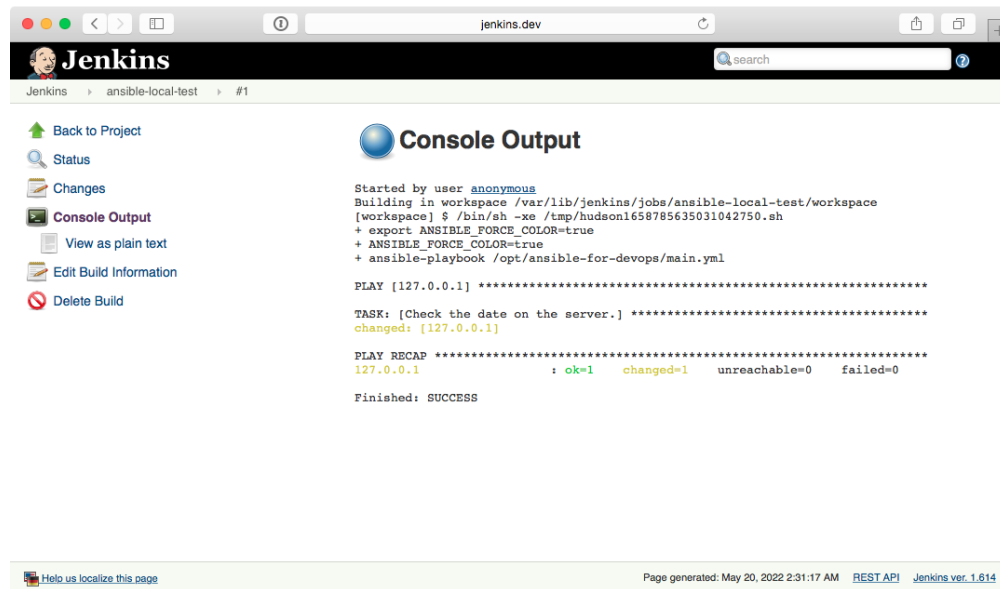 jenkins.dev
Jenkins
search
Jenkins ansible-local-test #1
Back to Project
Status
Changes
Console Output
View as plain text
Edit Build Information
Delete Build
Console Output
Started by user anonymous
Building in workspace /var/lib/jenkins/jobs/ansible-local-test/workspace
[workspace] $ /bin/sh -xe /tmp/hudson1658785635031042750.sh
+ export ANSIBLE_FORCE_COLOR=true
+ ANSIBLE_FORCE_COLOR=true
+ ansible-playbook /opt/ansible-for-devops/main.yml
PLAY [127.0.0.1] **************************************************************
TASK: [Check the date on the server.] *****************************************
changed: [127.0.0.1]
PLAY RECAP ********************************************************************
127.0.0.1 : ok=1 changed=1 unreachable=0 failed=0
Finished: SUCCESS
Help us localize this page
Page generated: May 20, 2022 2:31:17 AM REST API Jenkins ver. 1.614